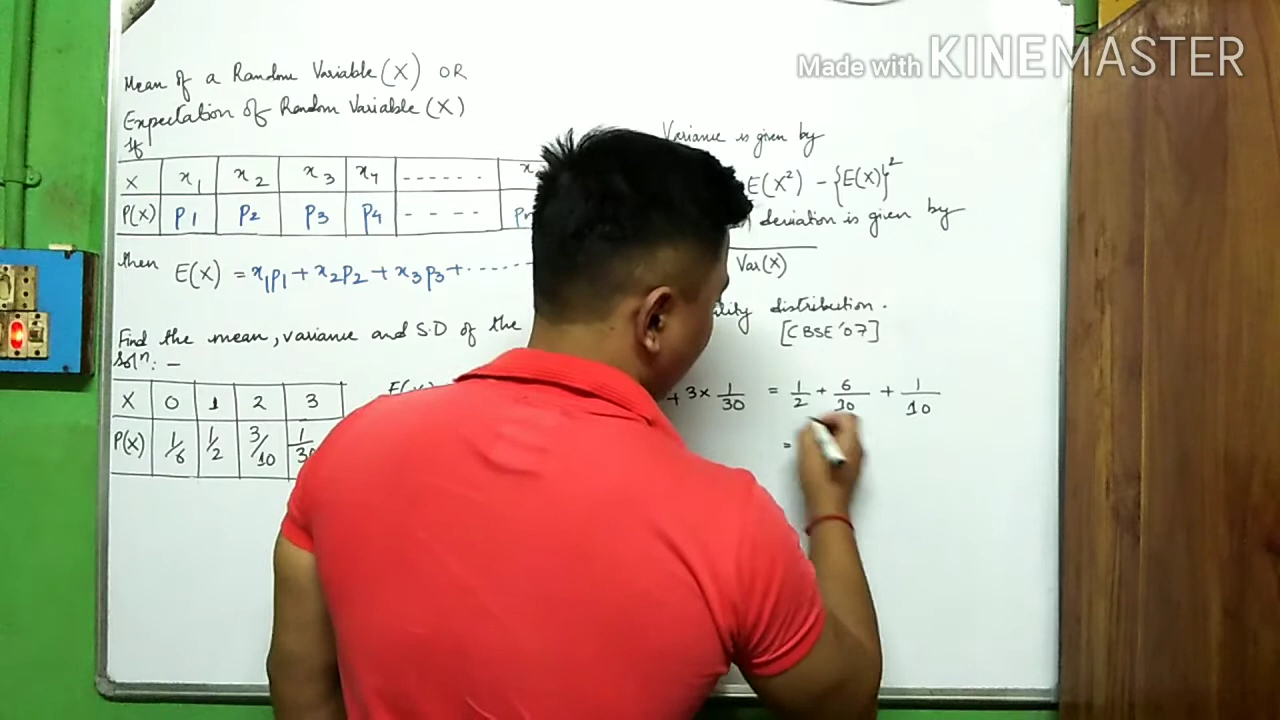 Made with KINEMASTER
Mean of a Random Variable (X) OR
Expectation of Random Variable (X)
If
X x₁ x₂ x₃ x₄ ------ x
P(X) P₁ P₂ P₃ P₄ - - - -
then E(X) = x₁p₁ + x₂p₂ + x₃p₃ + ------
Find the mean, variance and S.D of the
Solⁿ: —
X 0 1 2 3
P(X) 1/6 1/2 3/10 1/30
Variance is given by
E(X²) - {E(X)}²
deviation is given by
Var(X)
distribution.
[CBSE '07]
+ 3 × 1/30 = 1/2 + 6/10 + 1/10
=